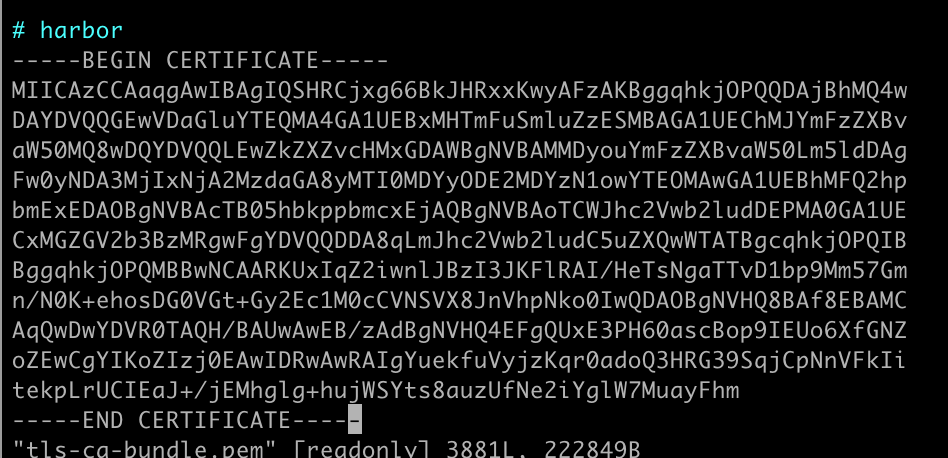 # harbor
-----BEGIN CERTIFICATE-----
MIICAzCCAaqgAwIBAgIQSHRCjxg66BkJHRxxKwyAFzAKBggqhkjOPQQDAjBhMQ4w
DAYDVQQGEwVDaGluYTEQMA4GA1UEBxMHTmFuSmluZzESMBAGA1UEChMJYmFzZXBv
aW50MQ8wDQYDVQQLEwZkZXZvcHMxGDAWBgNVBAMMDyouYmFzZXBvaW50Lm5ldDAg
Fw0yNDA3MjIxNjA2MzdaGA8yMTI0MDYyODE2MDYzN1owYTEOMAwGA1UEBhMFQ2hp
bmExEDAOBgNVBAcTB05hbkppbmcxEjAQBgNVBAoTCWJhc2Vwb2ludDEPMA0GA1UE
CxMGZGV2b3BzMRgwFgYDVQQDDA8qLmJhc2Vwb2ludC5uZXQwWTATBgcqhkjOPQIB
BggqhkjOPQMBBwNCAARKUxIqZ2iwnlJBzI3JKFlRAI/HeTsNgaTTvD1bp9Mm57Gm
n/N0K+ehosDG0VGt+Gy2Ec1M0cCVNSVX8JnVhpNko0IwQDAOBgNVHQ8BAf8EBAMC
AqQwDwYDVR0TAQH/BAUwAwEB/zAdBgNVHQ4EFgQUxE3PH60ascBop9IEUo6XfGNZ
oZEwCgYIKoZIzj0EAwIDRwAwRAIgYuekfuVyjzKqr0adoQ3HRG39SqjCpNnVFkIi
tekpLrUCIEaJ+/jEMhglg+hujWSYts8auzUfNe2iYglW7MuayFhm
-----END CERTIFICATE-----
"tls-ca-bundle.pem" [readonly] 3881L, 222849B